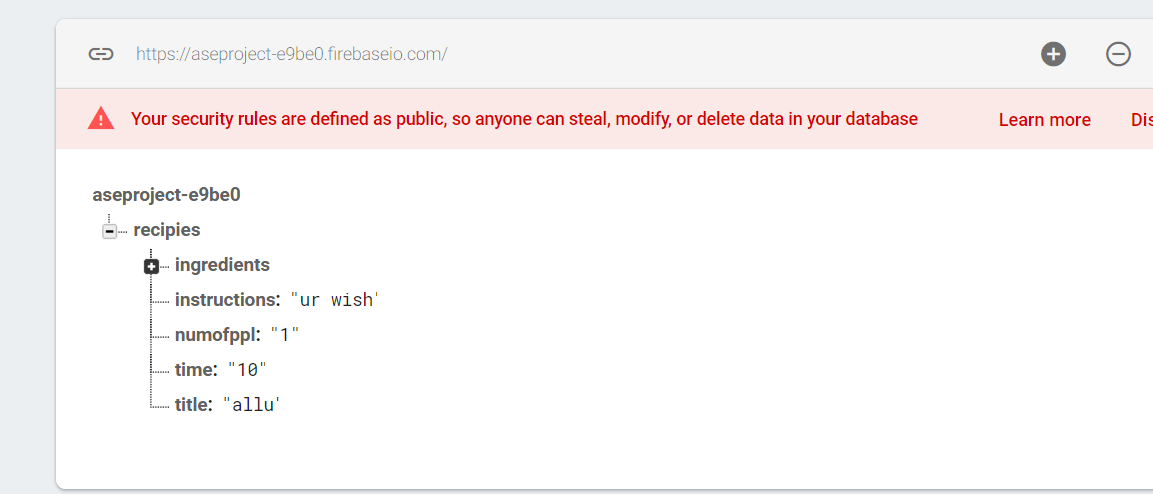 https://aseproject-e9be0.firebaseio.com/
Your security rules are defined as public, so anyone can steal, modify, or delete data in your database Learn more Dis
aseproject-e9be0
recipies
ingredients
instructions: "ur wish'
numofppl: "1"
time: "10"
title: "allu'